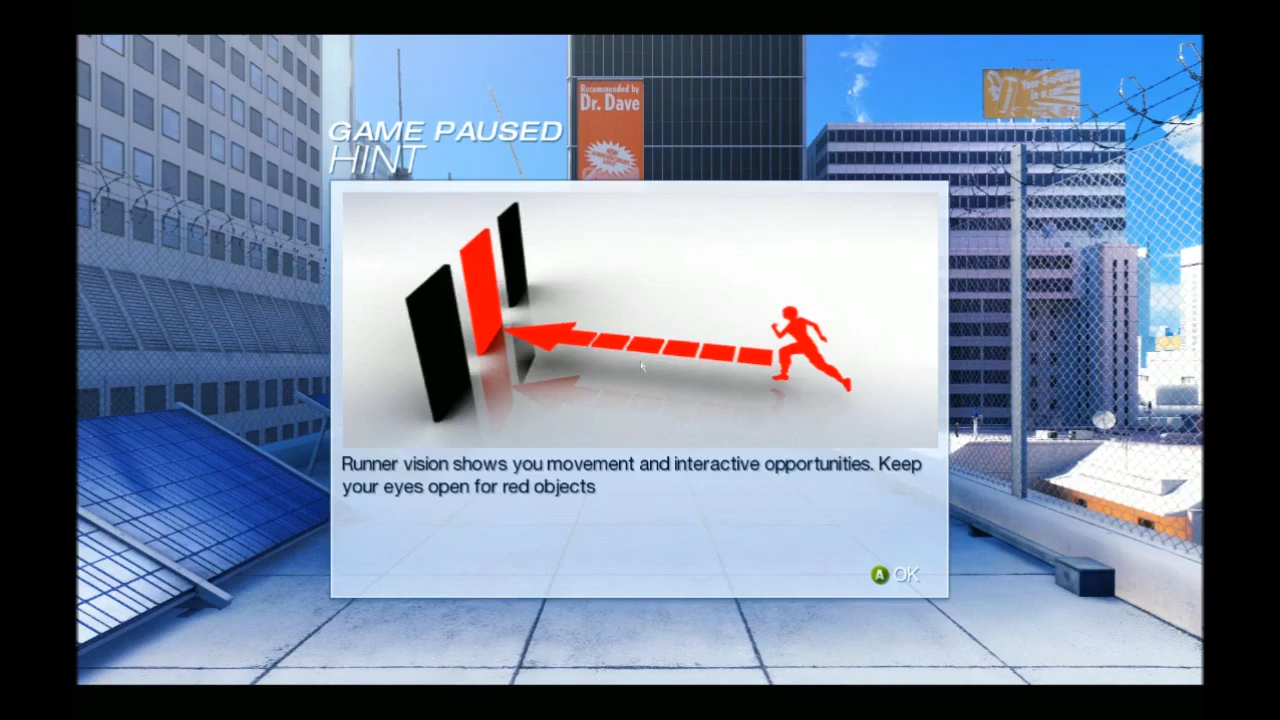 Recommended by
Dr. Dave
GAME PAUSED
HINT
Runner vision shows you movement and interactive opportunities. Keep
your eyes open for red objects
A OK